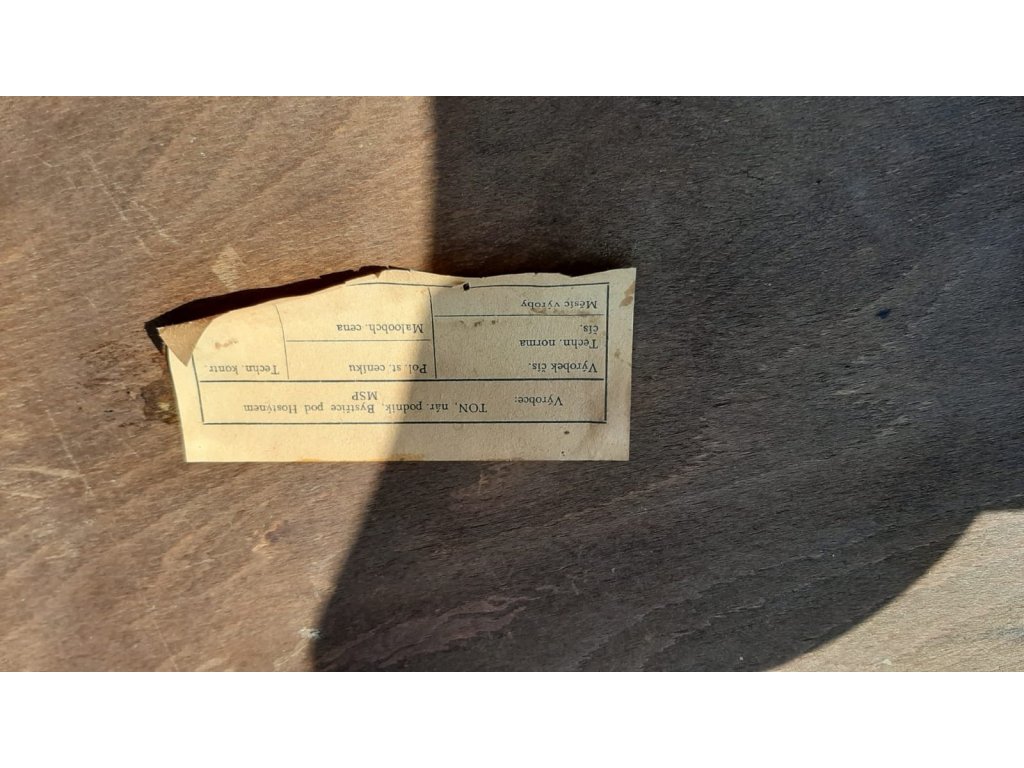 Výrobce: TON, nár. podnik, Bystřice pod Hostýnem
MSP
Výrobek čís.
Pol. st. ceníku
Techn. kontr.
Techn. norma
čís.
Maloobch. cena
Měsíc výroby